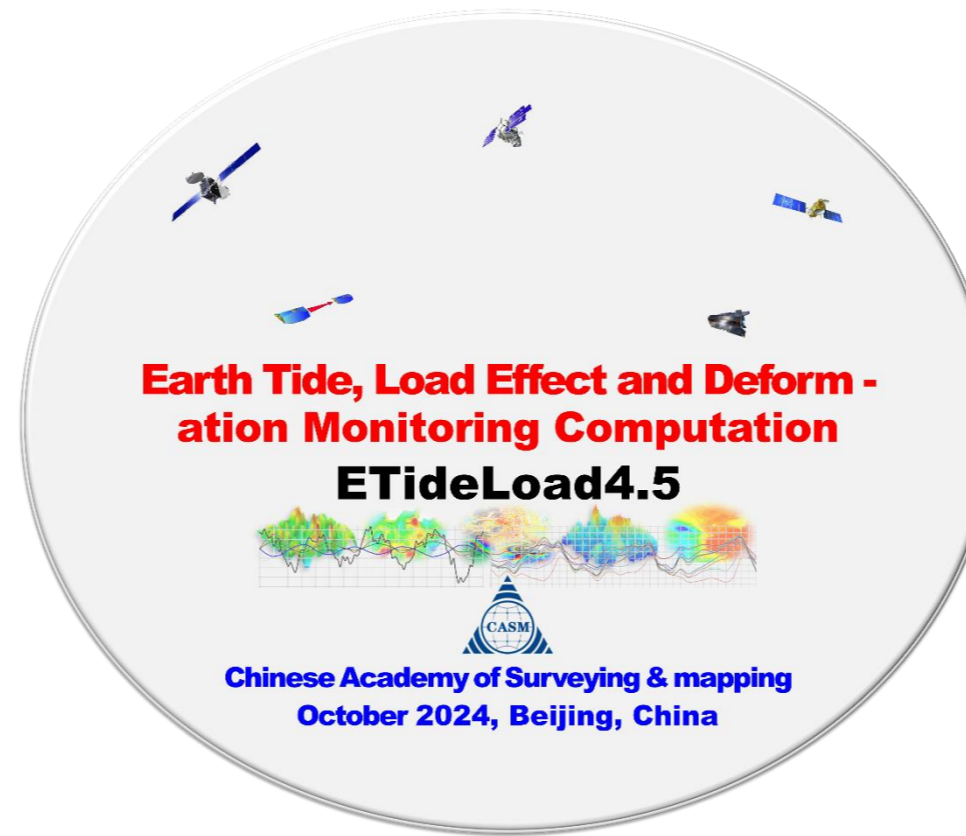 Earth Tide, Load Effect and Deform -
ation Monitoring Computation
ETideLoad4.5
CASM
Chinese Academy of Surveying & mapping
October 2024, Beijing, China